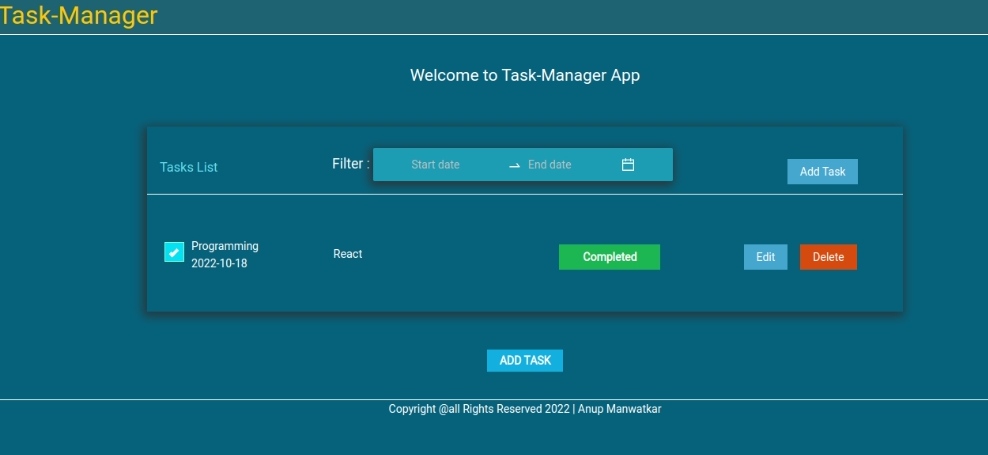 Task-Manager
Welcome to Task-Manager App
Tasks List
Filter :
Start date
End date
Add Task
Programming
2022-10-18
React
Completed
Edit
Delete
ADD TASK
Copyright @all Rights Reserved 2022 | Anup Manwatkar